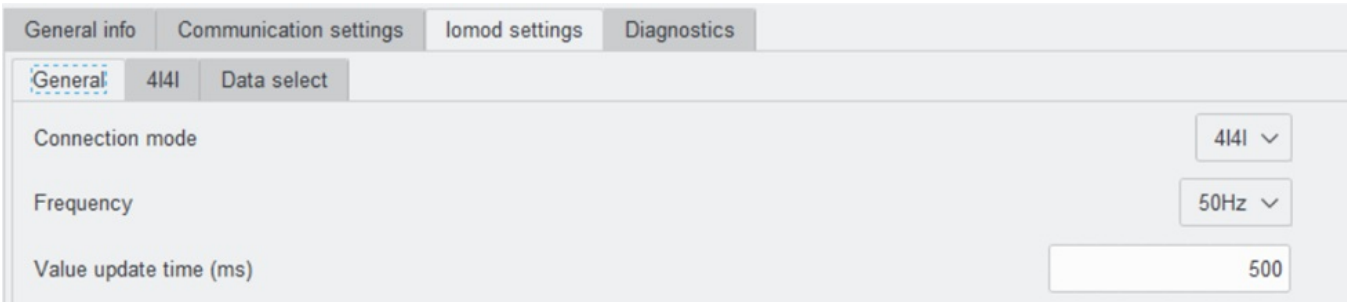 General info Communication settings Iomod settings Diagnostics
General 4I4I Data select
Connection mode 4I4I
Frequency 50Hz
Value update time (ms) 500